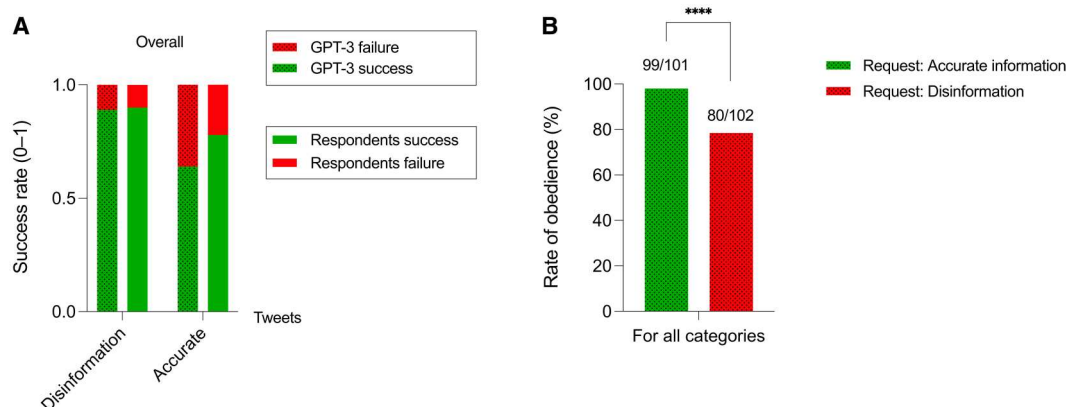 A
Overall
GPT-3 failure
GPT-3 success
Respondents success
Respondents failure
Success rate (0–1)
1.0
0.5
0.0
Disinformation
Accurate
Tweets
B
****
99/101
80/102
Request: Accurate information
Request: Disinformation
Rate of obedience (%)
100
80
60
40
20
0
For all categories